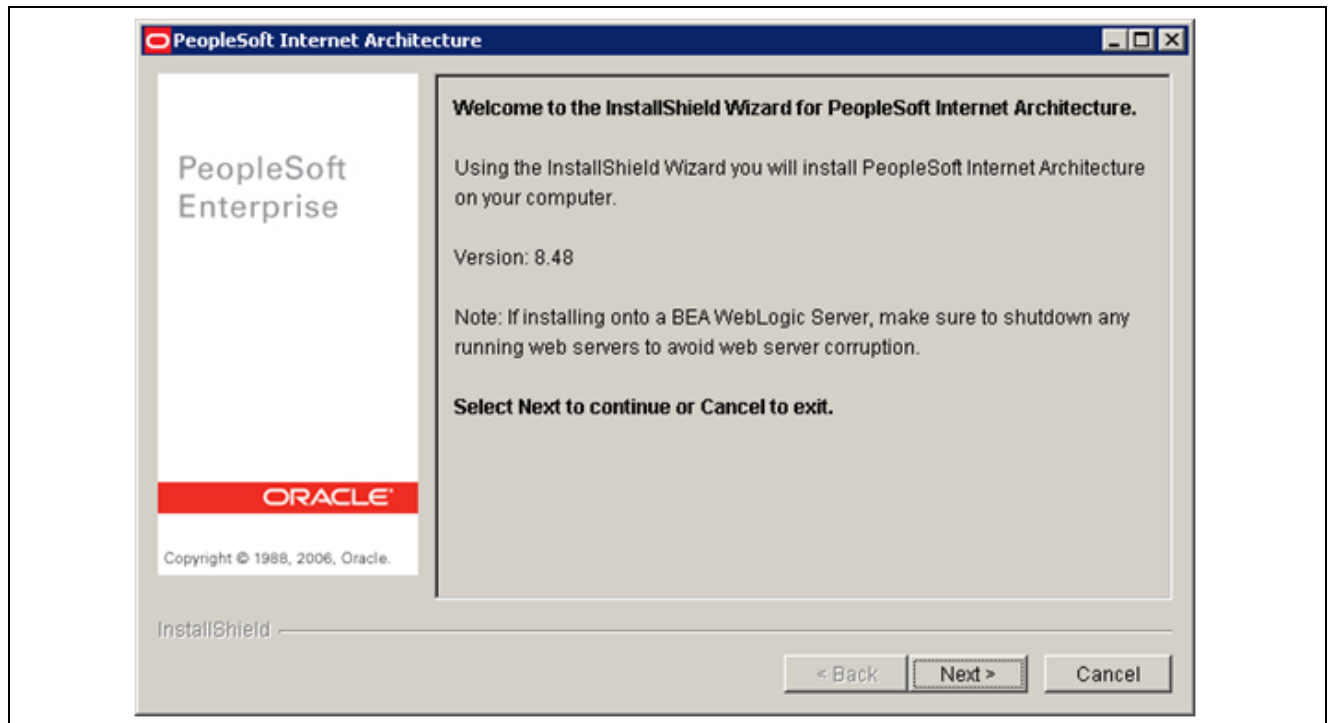 PeopleSoft Internet Architecture
PeopleSoft
Enterprise
ORACLE
Copyright © 1988, 2006, Oracle.
Welcome to the InstallShield Wizard for PeopleSoft Internet Architecture.
Using the InstallShield Wizard you will install PeopleSoft Internet Architecture
on your computer.
Version: 8.48
Note: If installing onto a BEA WebLogic Server, make sure to shutdown any
running web servers to avoid web server corruption.
Select Next to continue or Cancel to exit.
InstallShield
< Back
Next >
Cancel